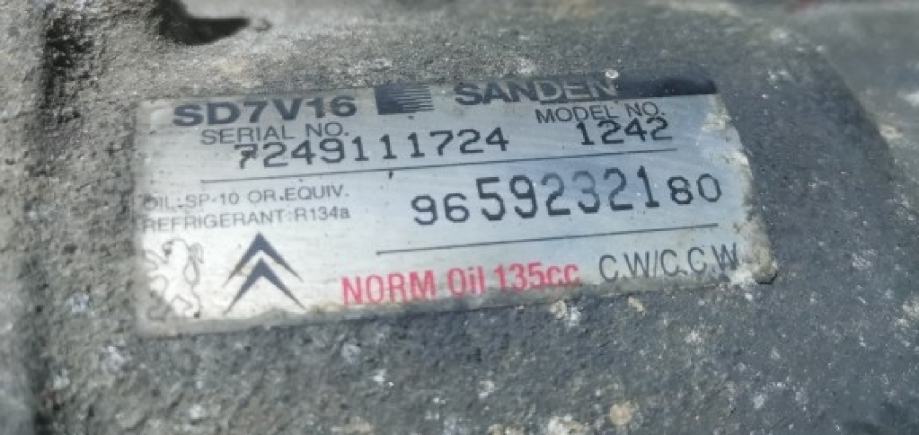 SD7V16 SANDEN
SERIAL NO. MODEL NO.
7249111724 1242
OIL:SP-10 OR.EQUIV.
REFRIGERANT:R134a
9659232180
NORM Oil 135cc C.W/C.C.W